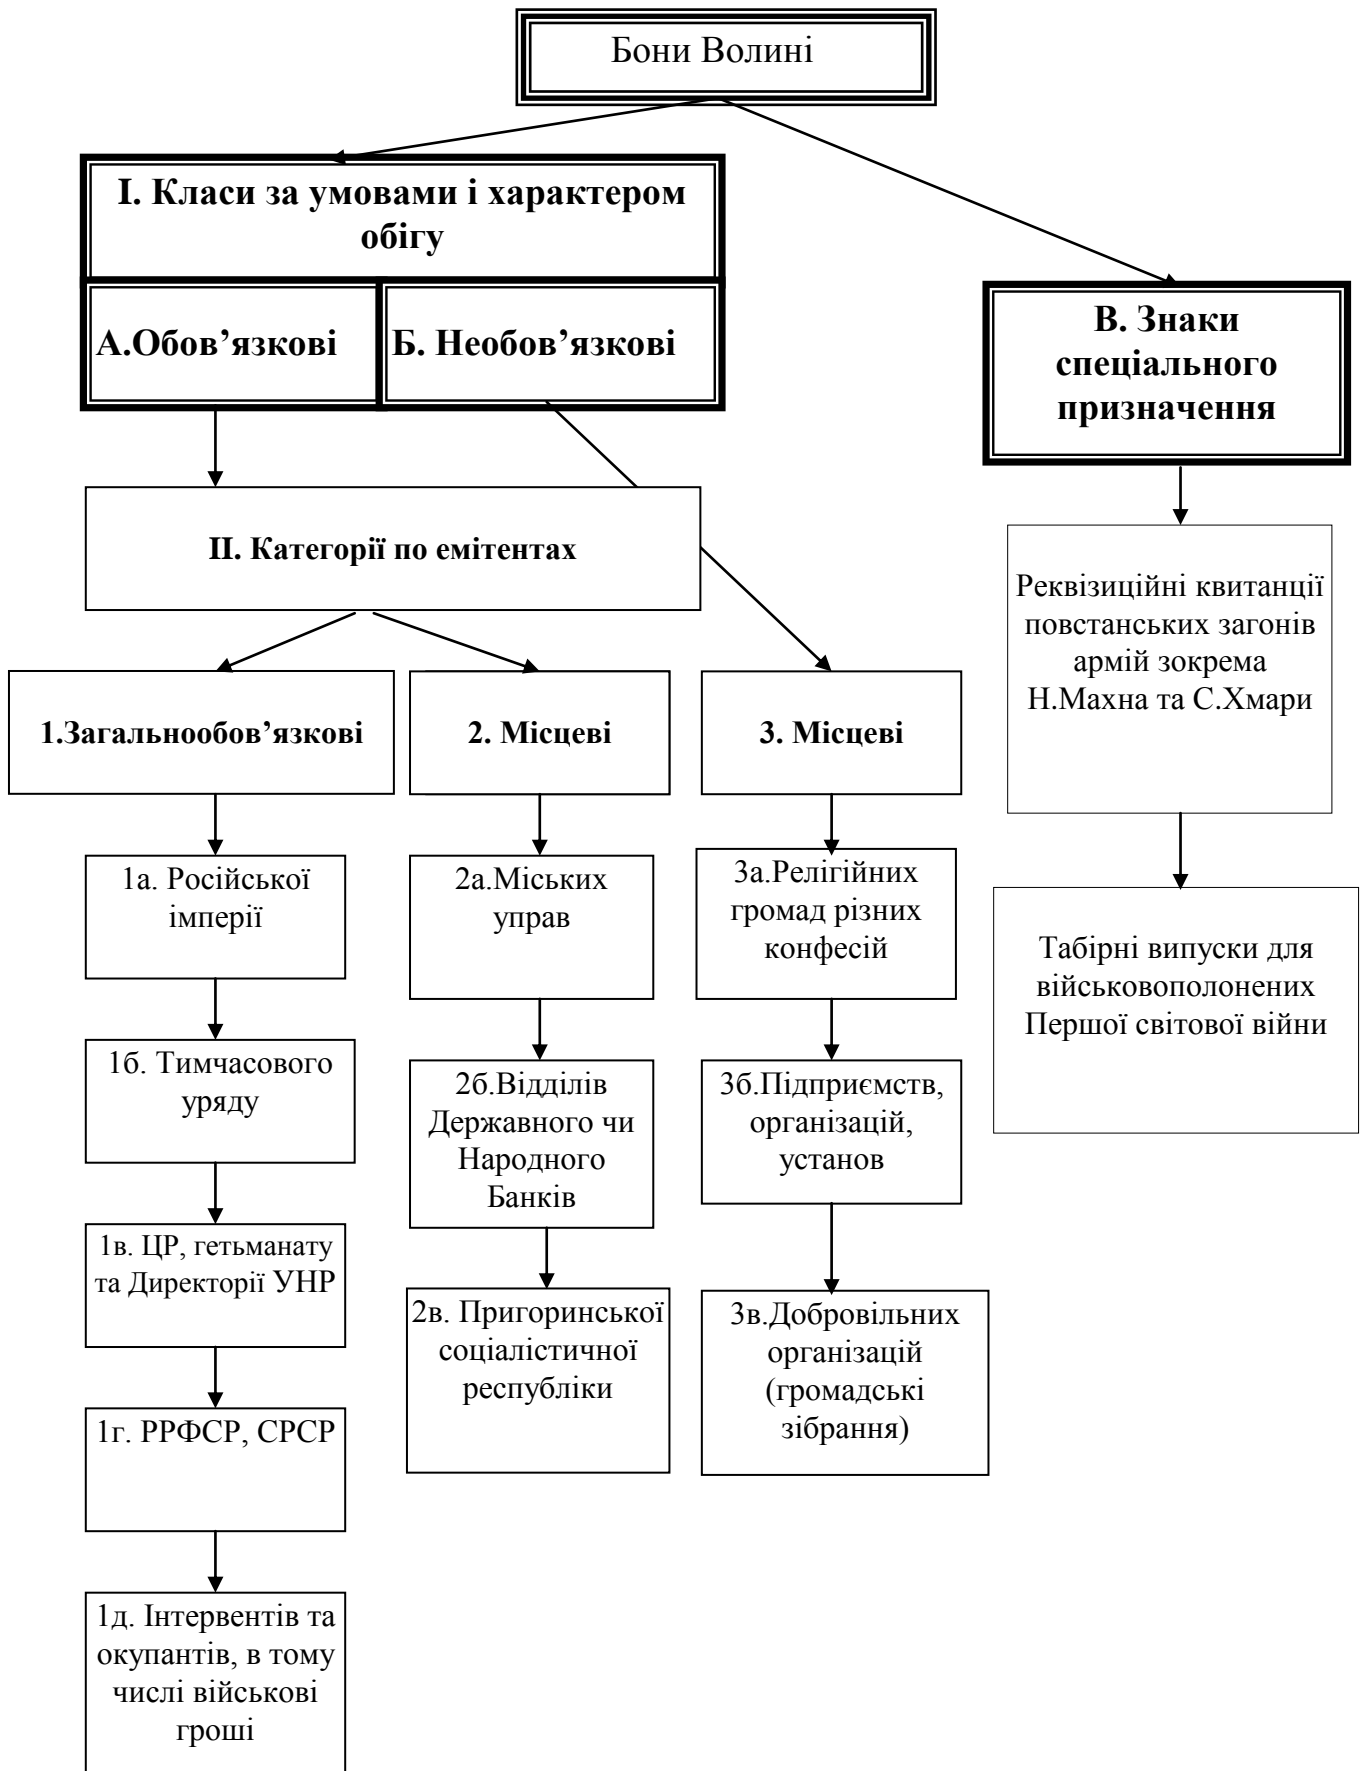 Бони Волині
І. Класи за умовами і характером
обігу
А.Обов’язкові
Б. Необов’язкові
В. Знаки
спеціального
призначення
ІІ. Категорії по емітентах
Реквізиційні квитанції
повстанських загонів
армій зокрема
Н.Махна та С.Хмари
1.Загальнообов’язкові
2. Місцеві
3. Місцеві
1а. Російської
імперії
2а.Міських
управ
3а.Релігійних
громад різних
конфесій
Табірні випуски для
військовополонених
Першої світової війни
1б. Тимчасового
уряду
2б.Відділів
Державного чи
Народного
Банків
3б.Підприємств,
організацій,
установ
1в. ЦР, гетьманату
та Директорії УНР
2в. Пригоринської
соціалістичної
республіки
3в.Добровільних
організацій
(громадські
зібрання)
1г. РРФСР, СРСР
1д. Інтервентів та
окупантів, в тому
числі військові
гроші